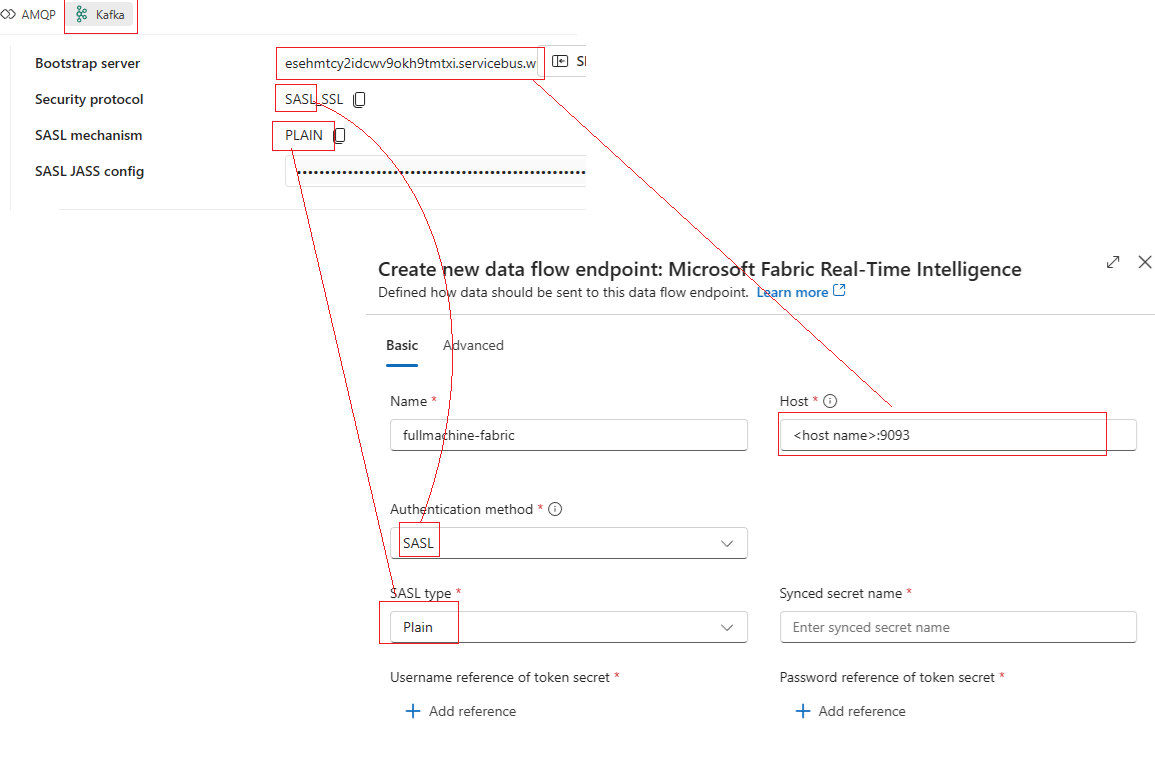 AMQP Kafka
Bootstrap server esehmtcy2idcwv9okh9tmtxi.servicebus.w
Security protocol SASL_SSL
SASL mechanism PLAIN
SASL JASS config ••••••••••••••••••••••••••••••••••••••••••••••••
Create new data flow endpoint: Microsoft Fabric Real-Time Intelligence
Defined how data should be sent to this data flow endpoint. Learn more
Basic Advanced
Name * Host *
fullmachine-fabric <host name>:9093
Authentication method *
SASL
SASL type * Synced secret name *
Plain Enter synced secret name
Username reference of token secret * Password reference of token secret *
Add reference Add reference